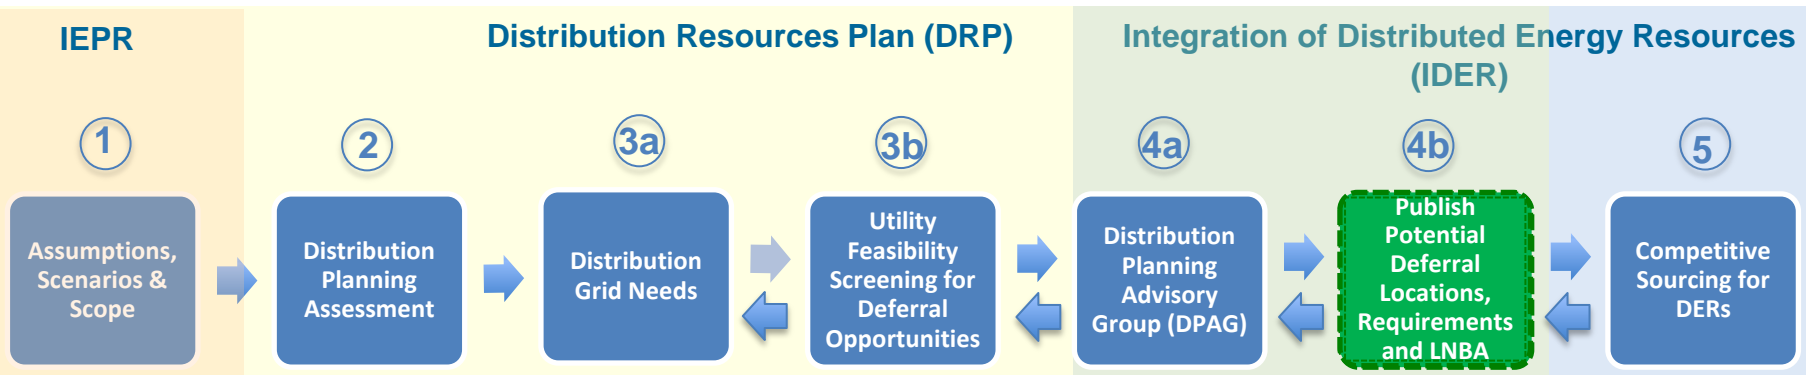 IEPR
Distribution Resources Plan (DRP)
Integration of Distributed Energy Resources
(IDER)
1
2
3a
3b
4a
4b
5
Assumptions,
Scenarios &
Scope
Distribution
Planning
Assessment
Distribution
Grid Needs
Utility
Feasibility
Screening for
Deferral
Opportunities
Distribution
Planning
Advisory
Group (DPAG)
Publish
Potential
Deferral
Locations,
Requirements
and LNBA
Competitive
Sourcing for
DERs